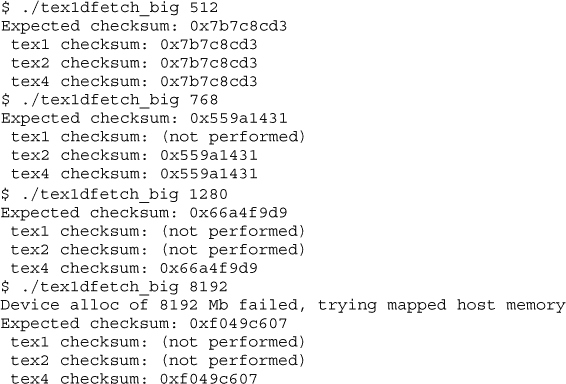 $ ./tex1dfetch_big 512
Expected checksum: 0x7b7c8cd3
tex1 checksum: 0x7b7c8cd3
tex2 checksum: 0x7b7c8cd3
tex4 checksum: 0x7b7c8cd3
$ ./tex1dfetch_big 768
Expected checksum: 0x559a1431
tex1 checksum: (not performed)
tex2 checksum: 0x559a1431
tex4 checksum: 0x559a1431
$ ./tex1dfetch_big 1280
Expected checksum: 0x66a4f9d9
tex1 checksum: (not performed)
tex2 checksum: (not performed)
tex4 checksum: 0x66a4f9d9
$ ./tex1dfetch_big 8192
Device alloc of 8192 Mb failed, trying mapped host memory
Expected checksum: 0xf049c607
tex1 checksum: (not performed)
tex2 checksum: (not performed)
tex4 checksum: 0xf049c607